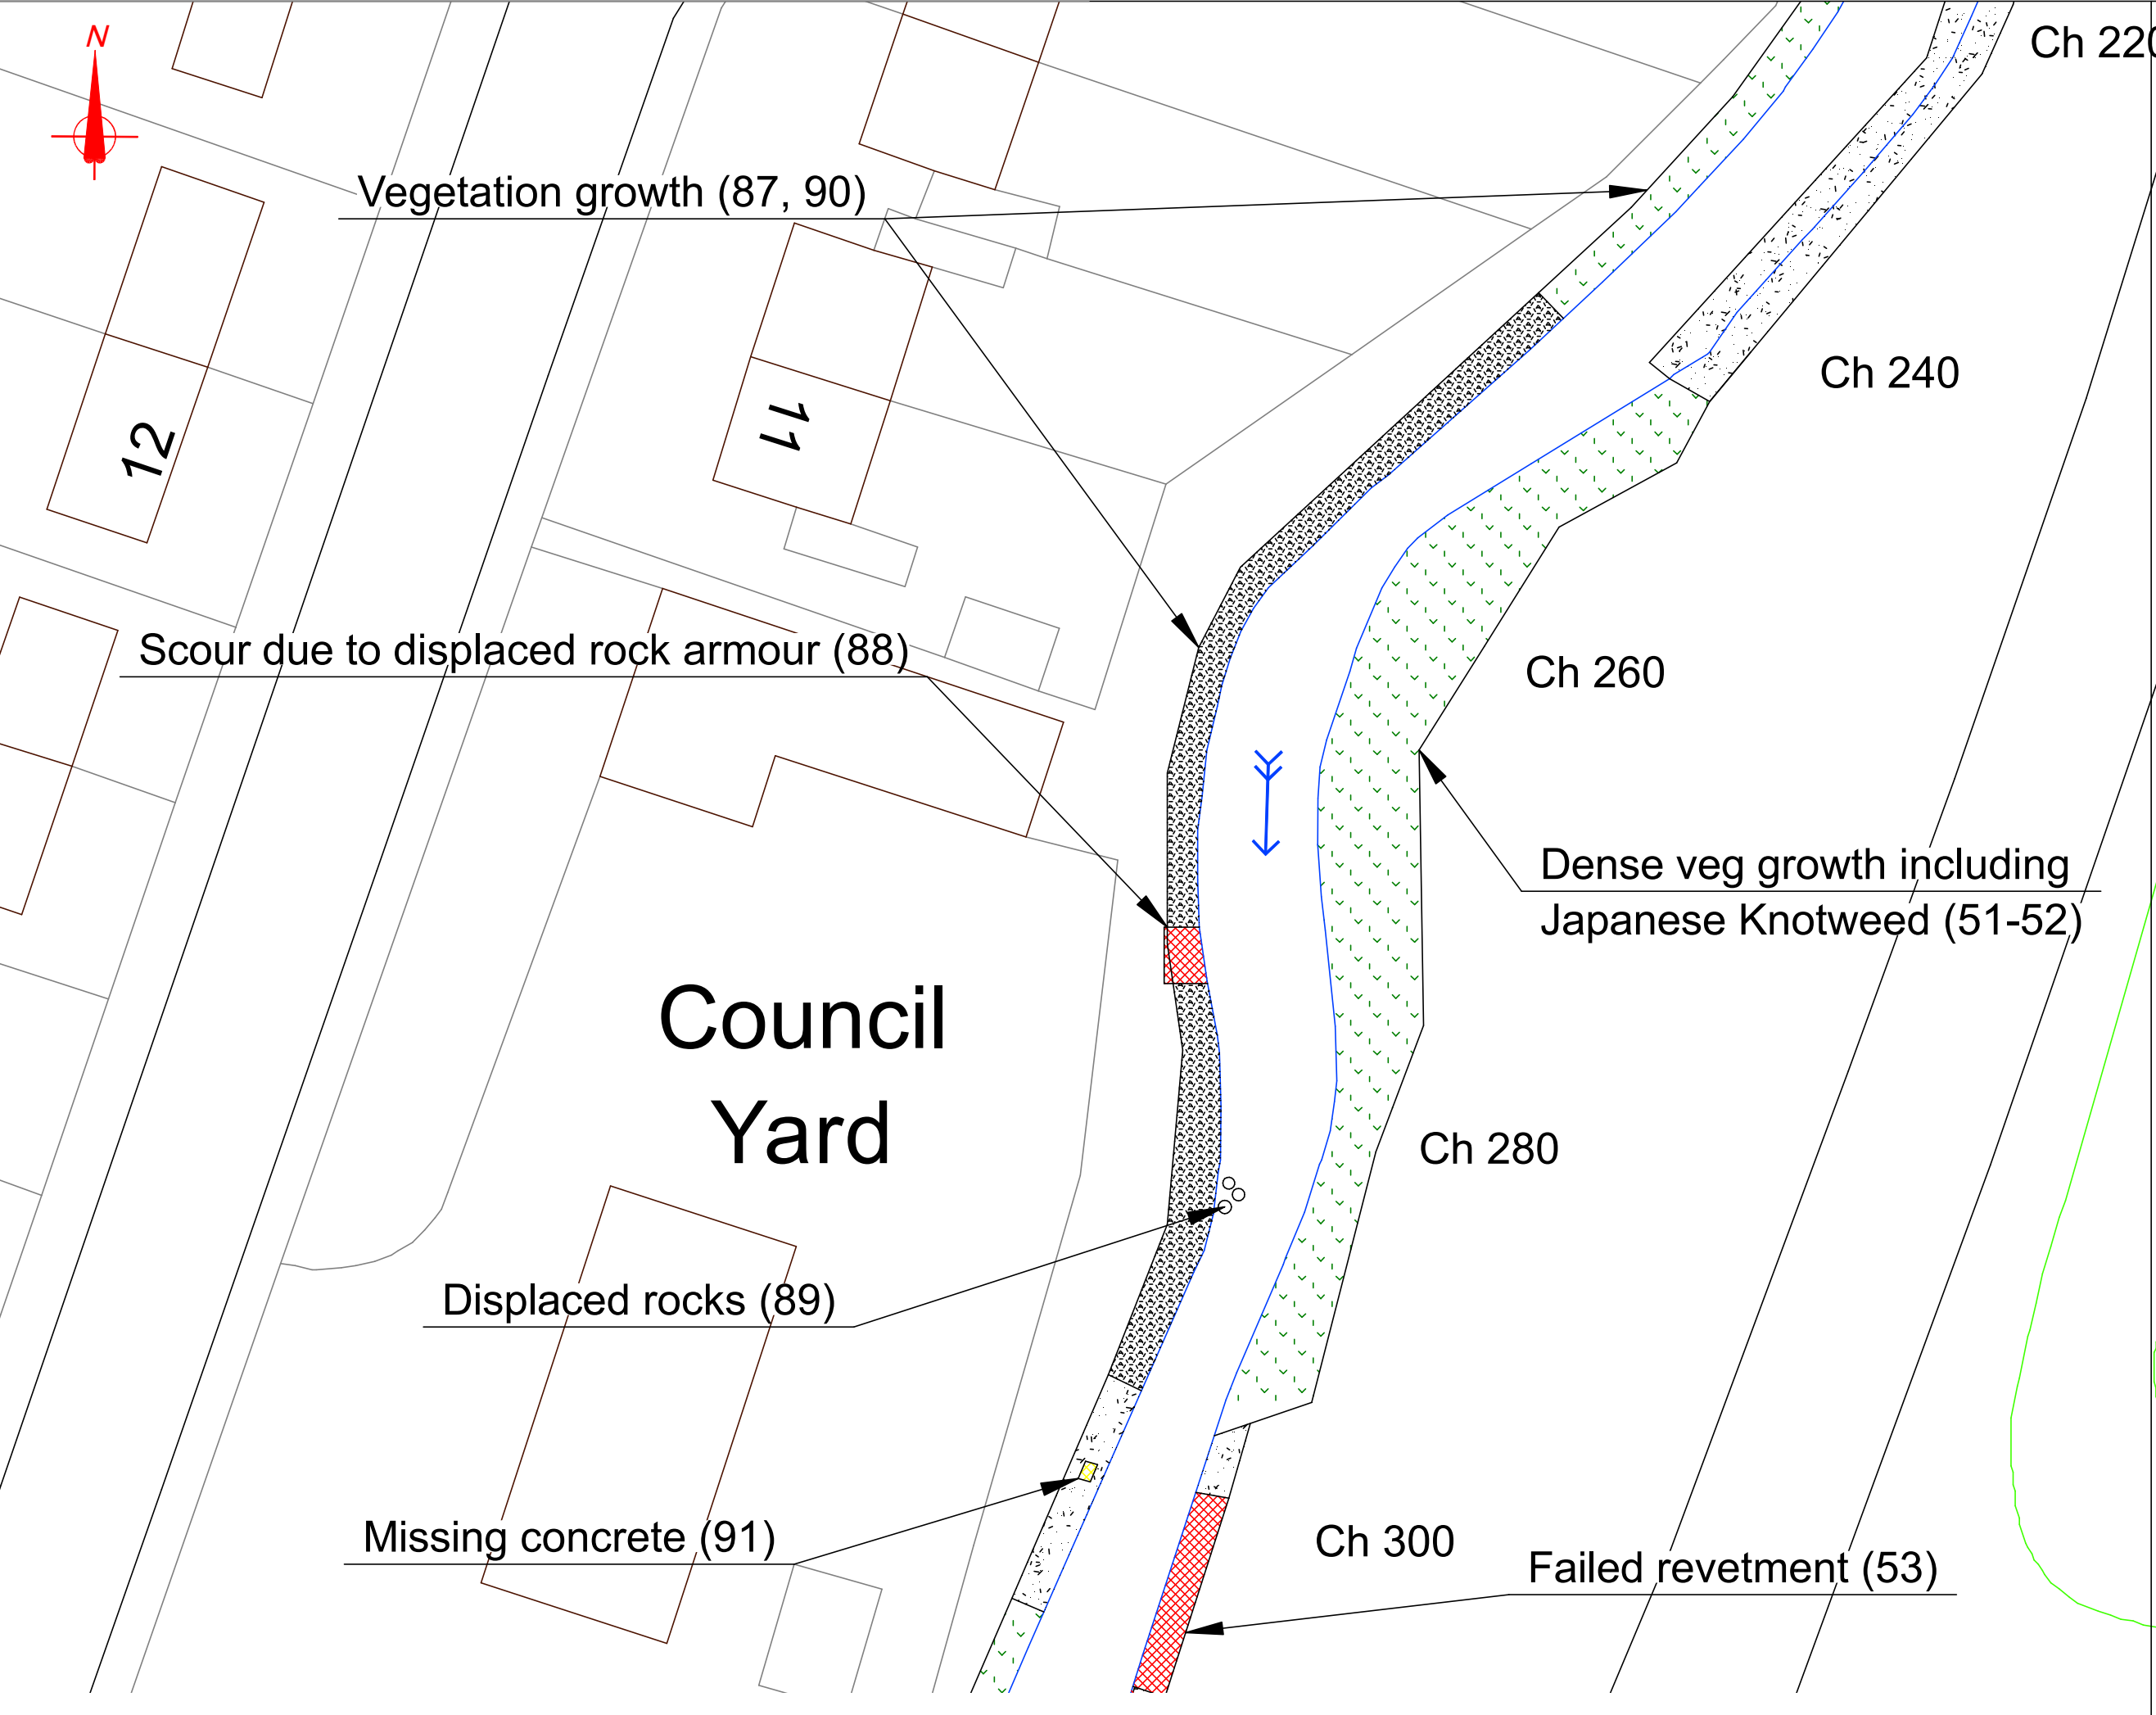 N
Ch 220
Vegetation growth (87, 90)
Ch 240
11
12
Scour due to displaced rock armour (88)
Ch 260
Dense veg growth including
Japanese Knotweed (51-52)
Council
Yard
Ch 280
Displaced rocks (89)
Missing concrete (91)
Ch 300
Failed revetment (53)